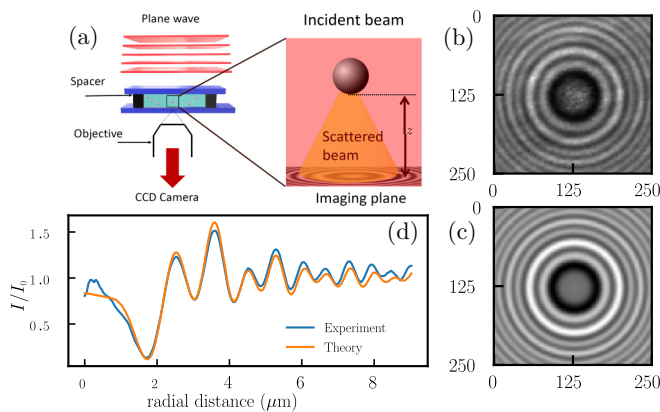 (a)
Plane wave
Spacer
Objective
CCD Camera
Incident beam
Scattered
beam
z
Imaging plane
(b)
0
125
250
0
125
250
(c)
0
125
250
0
125
250
(d)
I/I₀
1.5
1.0
0.5
Experiment
Theory
0
2
4
6
8
radial distance (μm)